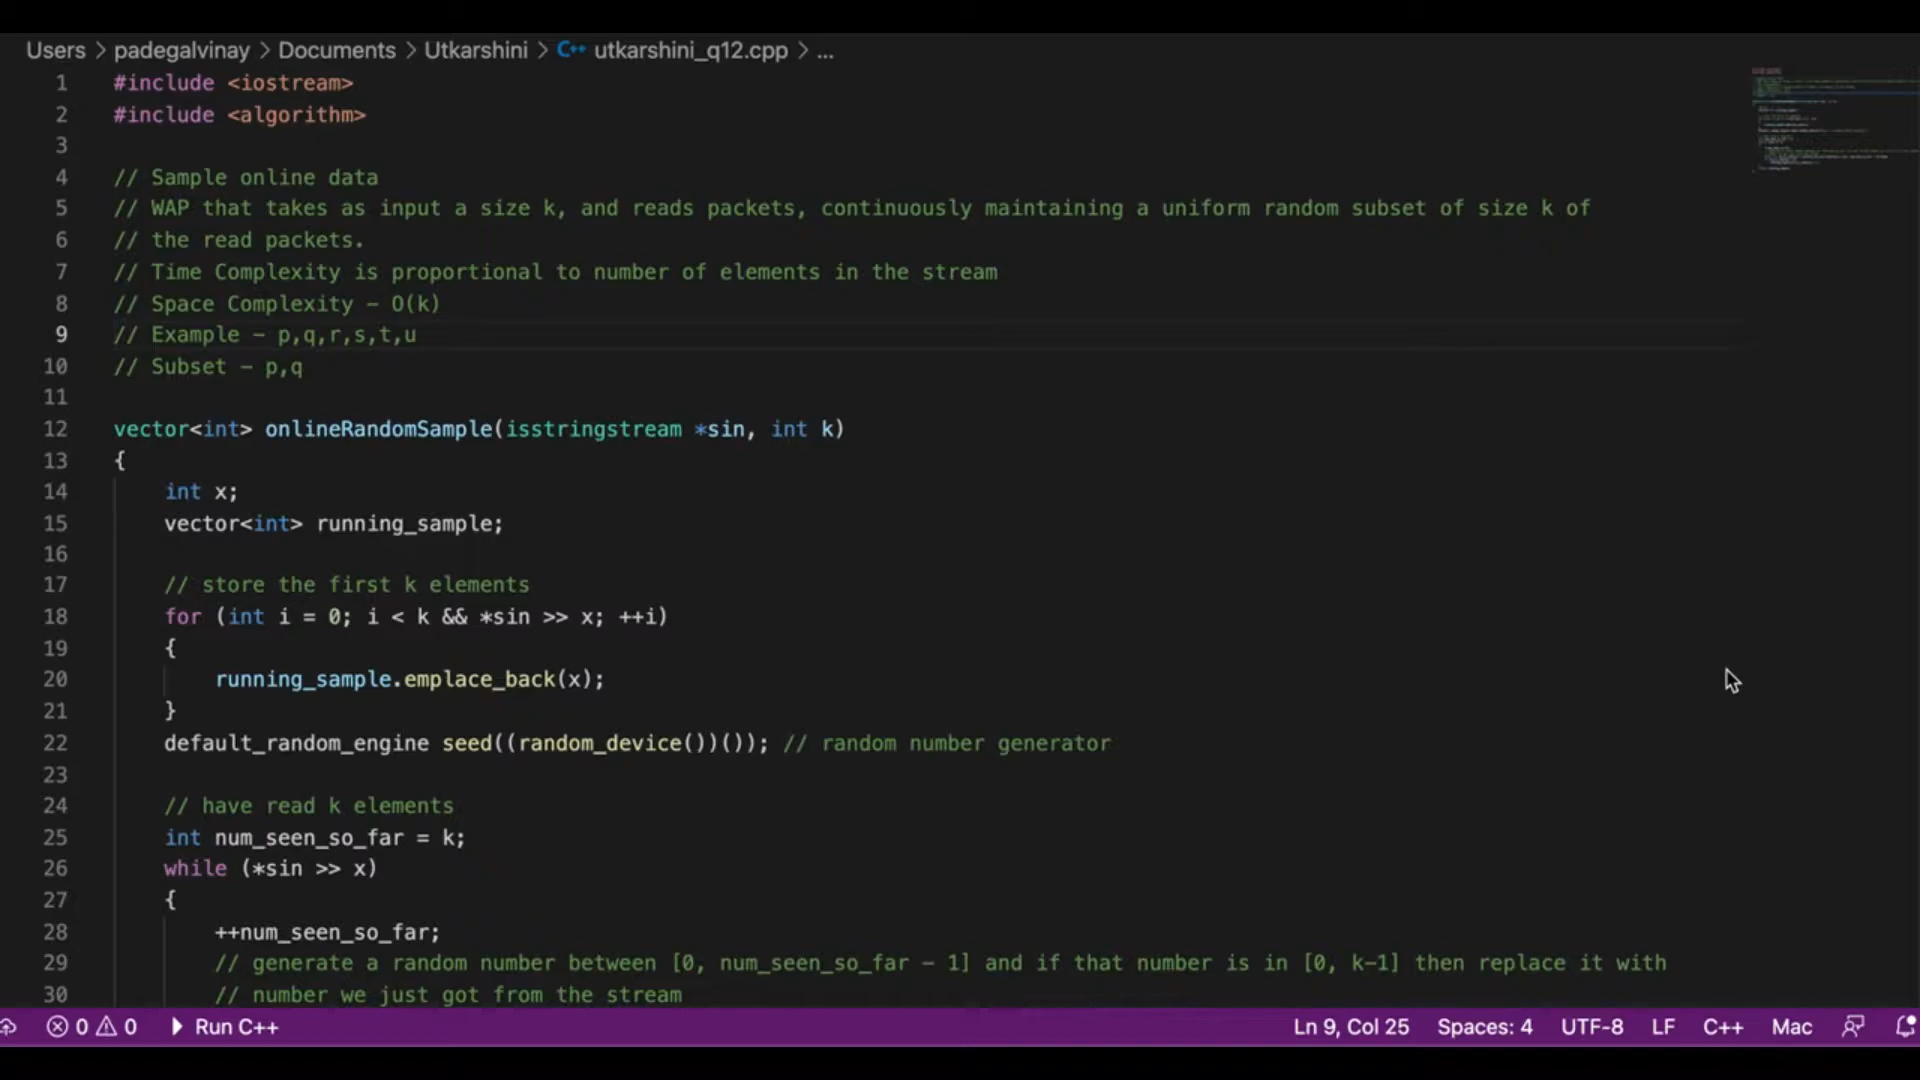 Users > padegalvinay > Documents > Utkarshini > C++ utkarshini_q12.cpp > ...
1 #include <iostream>
2 #include <algorithm>
3
4 // Sample online data
5 // WAP that takes as input a size k, and reads packets, continuously maintaining a uniform random subset of size k of
6 // the read packets.
7 // Time Complexity is proportional to number of elements in the stream
8 // Space Complexity - O(k)
9 // Example - p,q,r,s,t,u
10 // Subset - p,q
11
12 vector<int> onlineRandomSample(isstringstream *sin, int k)
13 {
14 int x;
15 vector<int> running_sample;
16
17 // store the first k elements
18 for (int i = 0; i < k && *sin >> x; ++i)
19 {
20 running_sample.emplace_back(x);
21 }
22 default_random_engine seed((random_device())()); // random number generator
23
24 // have read k elements
25 int num_seen_so_far = k;
26 while (*sin >> x)
27 {
28 ++num_seen_so_far;
29 // generate a random number between [0, num_seen_so_far - 1] and if that number is in [0, k-1] then replace it with
30 // number we just got from the stream
0 0 Run C++ Ln 9, Col 25 Spaces: 4 UTF-8 LF C++ Mac